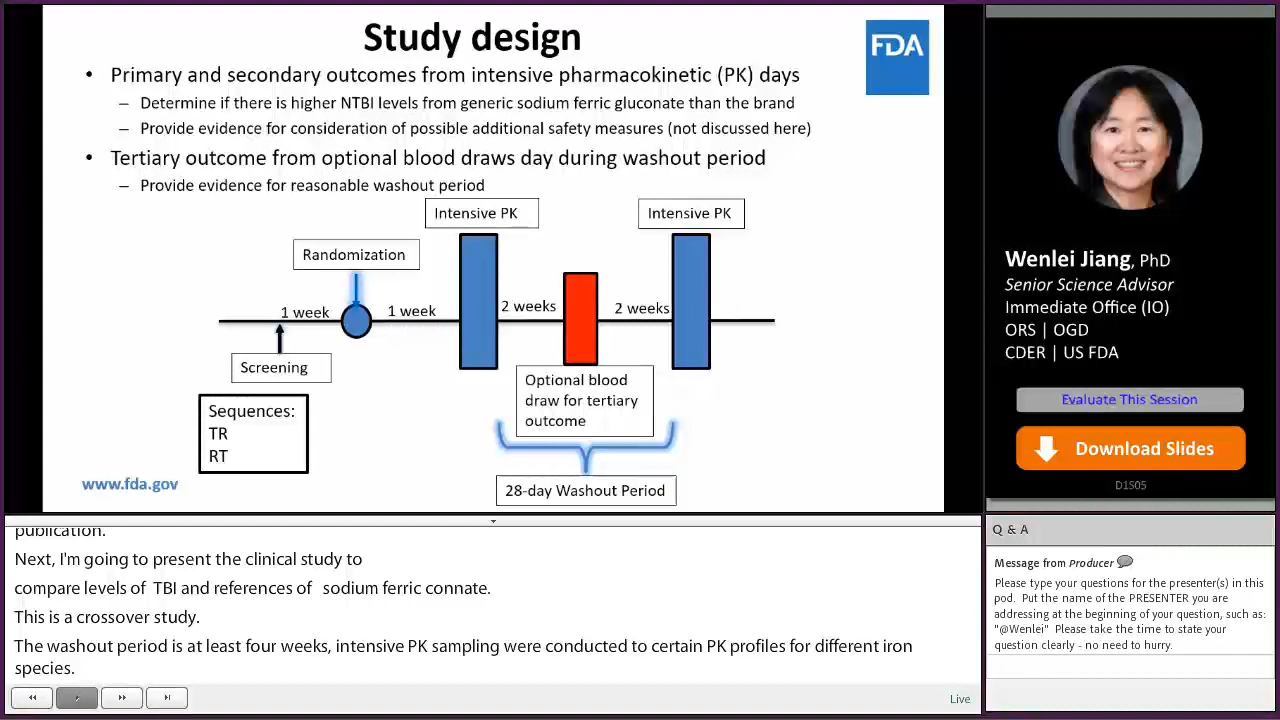 Study design
FDA
• Primary and secondary outcomes from intensive pharmacokinetic (PK) days
– Determine if there is higher NTBI levels from generic sodium ferric gluconate than the brand
– Provide evidence for consideration of possible additional safety measures (not discussed here)
• Tertiary outcome from optional blood draws day during washout period
– Provide evidence for reasonable washout period
Intensive PK
Intensive PK
Randomization
1 week
1 week
2 weeks
2 weeks
Screening
Optional blood
draw for tertiary
outcome
Sequences:
TR
RT
www.fda.gov
28-day Washout Period
Wenlei Jiang, PhD
Senior Science Advisor
Immediate Office (IO)
ORS | OGD
CDER | US FDA
Evaluate This Session
Download Slides
D1S05
publication.
Next, I'm going to present the clinical study to
compare levels of TBI and references of sodium ferric connate.
This is a crossover study.
The washout period is at least four weeks, intensive PK sampling were conducted to certain PK profiles for different iron
species.
Live
Q & A
Message from Producer
Please type your questions for the presenter(s) in this
pod. Put the name of the PRESENTER you are
addressing at the beginning of your question, such as:
"@Wenlei" Please take the time to state your
question clearly - no need to hurry.